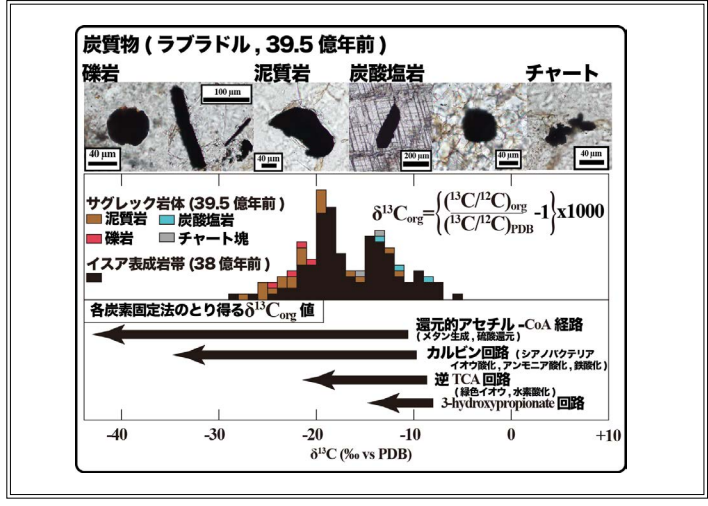 炭質物 ( ラブラドル , 39.5 億年前 )
礫岩 泥質岩 炭酸塩岩 チャート
100 μm
40 μm 40 μm 200 μm 40 μm 40 μm
サグレック岩体 (39.5 億年前 )
泥質岩 炭酸塩岩
礫岩 チャート塊
イスア表成岩帯 (38 億年前 )
δ¹³Corg={(¹³C/¹²C)org/(¹³C/¹²C)PDB -1}x1000
各炭素固定法のとり得るδ¹³Corg 値
還元的アセチル -CoA 経路
( メタン生成 , 硫酸還元 )
カルビン回路 ( シアノバクテリア
イオウ酸化 , アンモニア酸化 , 鉄酸化 )
逆 TCA 回路
( 緑色イオウ , 水素酸化 )
3-hydroxypropionate 回路
-40 -30 -20 -10 0 +10
δ¹³C (‰ vs PDB)